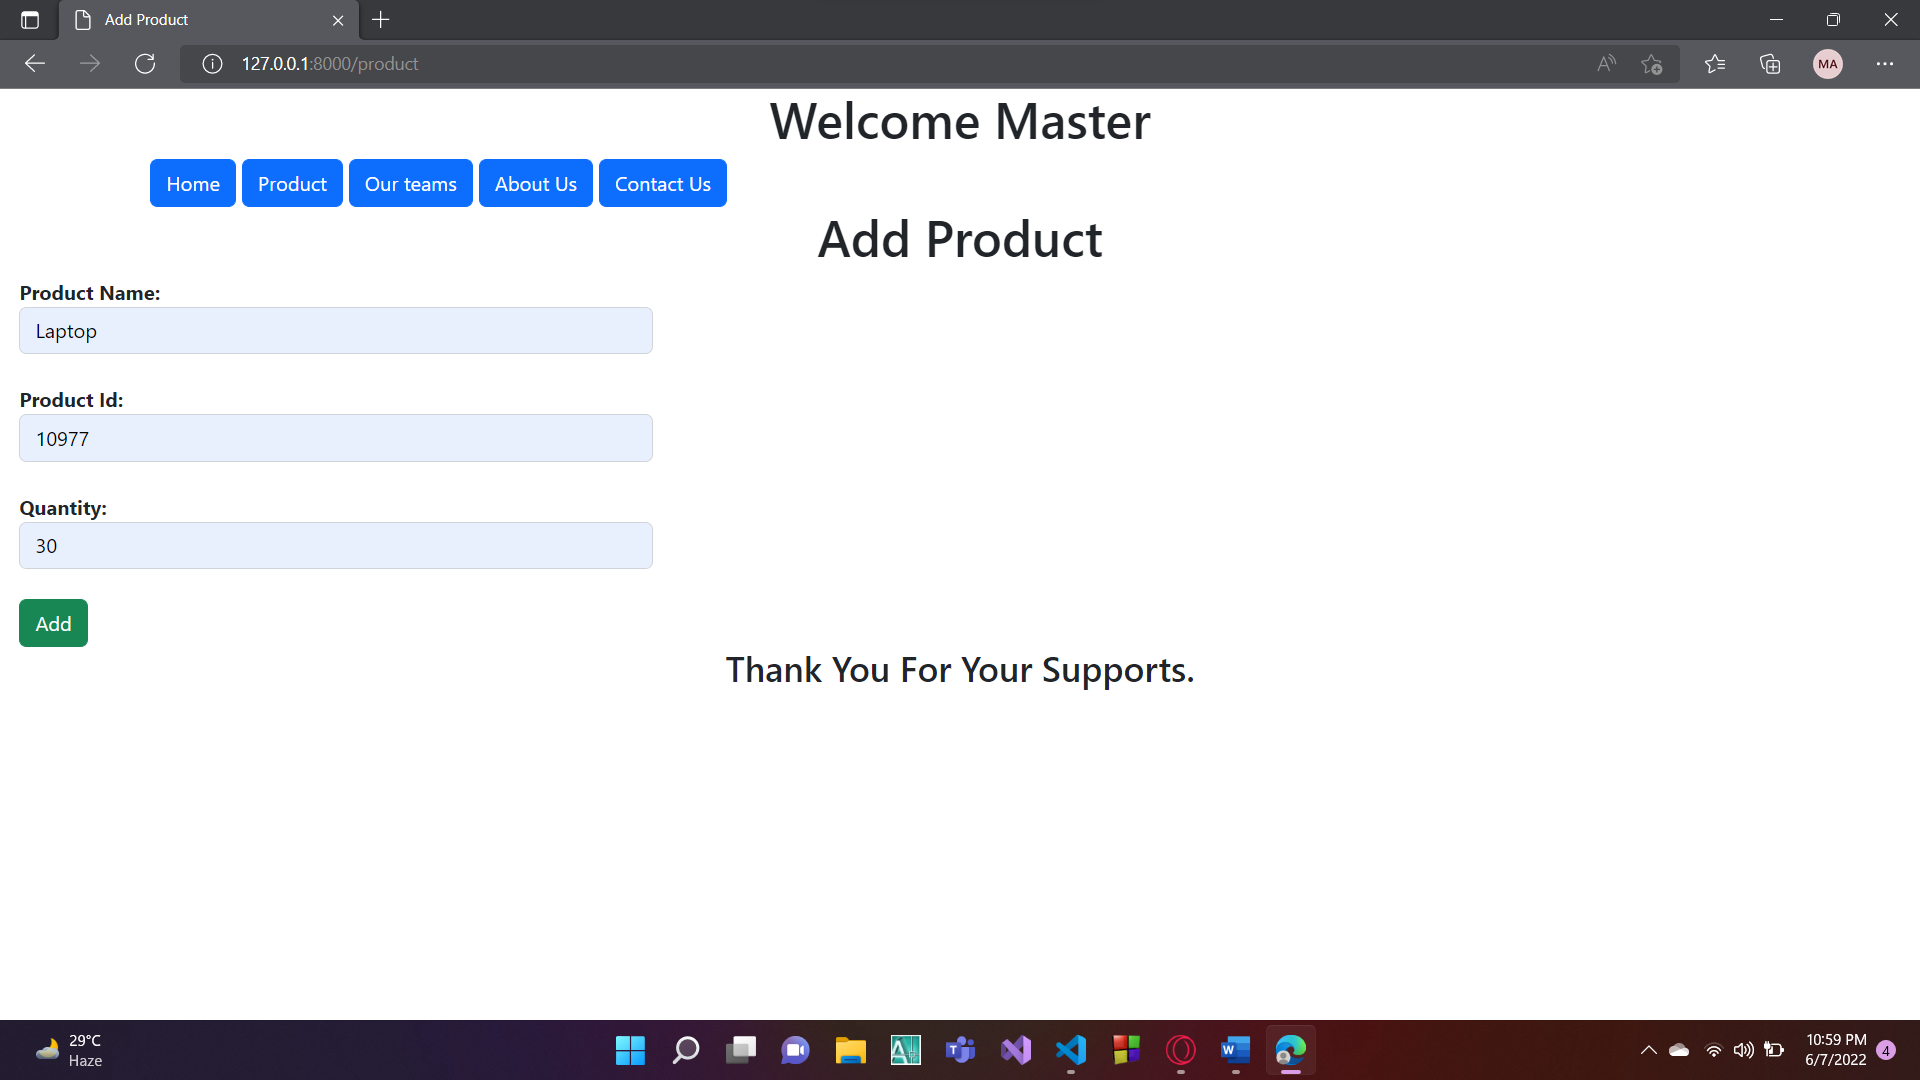 Add Product
127.0.0.1:8000/product
MA
Welcome Master
Home Product Our teams About Us Contact Us
Add Product
Product Name:
Laptop
Product Id:
10977
Quantity:
30
Add
Thank You For Your Supports.
29°C
Haze
10:59 PM
6/7/2022
4